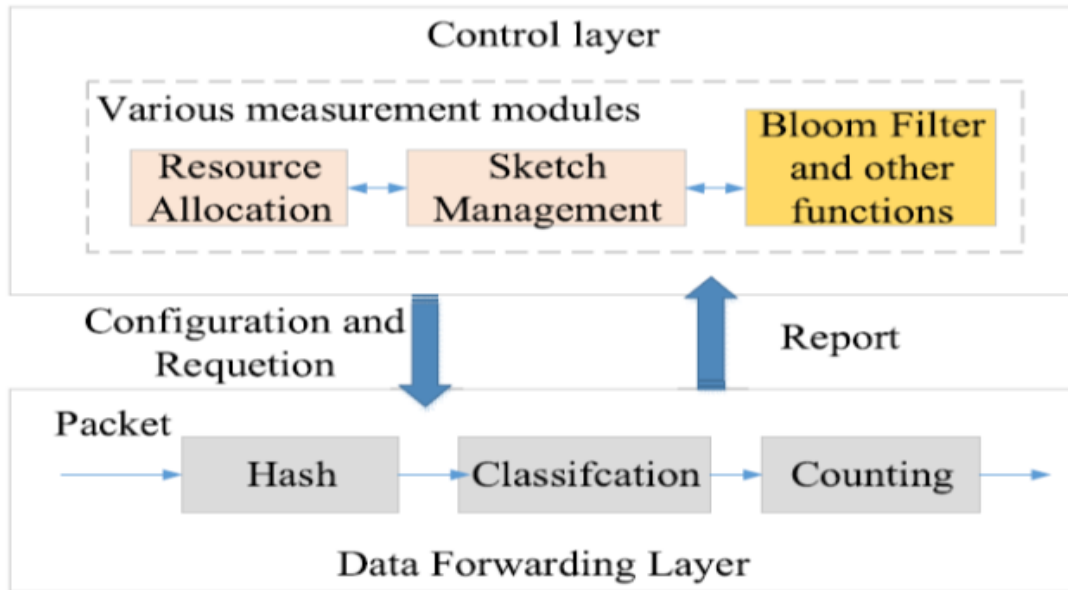 Control layer
Various measurement modules
Resource
Allocation
Sketch
Management
Bloom Filter
and other
functions
Configuration and
Requetion
Report
Packet
Hash
Classifcation
Counting
Data Forwarding Layer